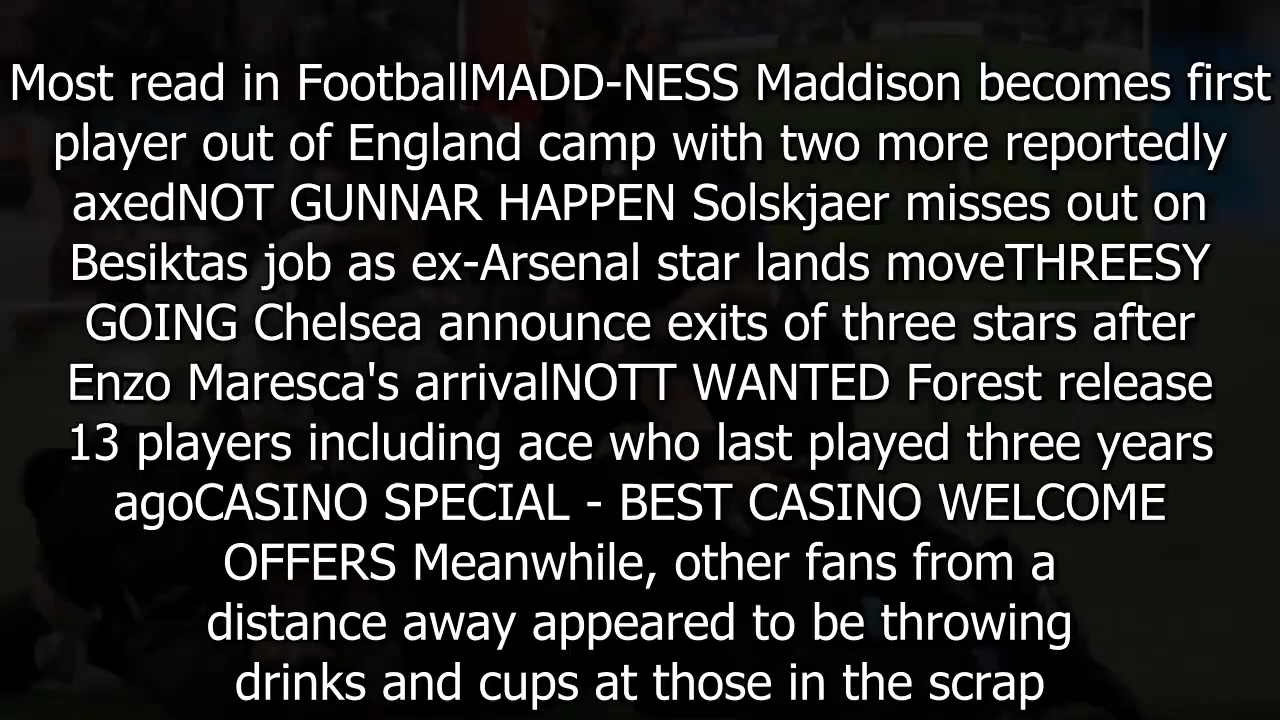 Most read in FootballMADD-NESS Maddison becomes first
player out of England camp with two more reportedly
axedNOT GUNNAR HAPPEN Solskjaer misses out on
Besiktas job as ex-Arsenal star lands moveTHREESY
GOING Chelsea announce exits of three stars after
Enzo Maresca's arrivalNOTT WANTED Forest release
13 players including ace who last played three years
agoCASINO SPECIAL - BEST CASINO WELCOME
OFFERS Meanwhile, other fans from a
distance away appeared to be throwing
drinks and cups at those in the scrap